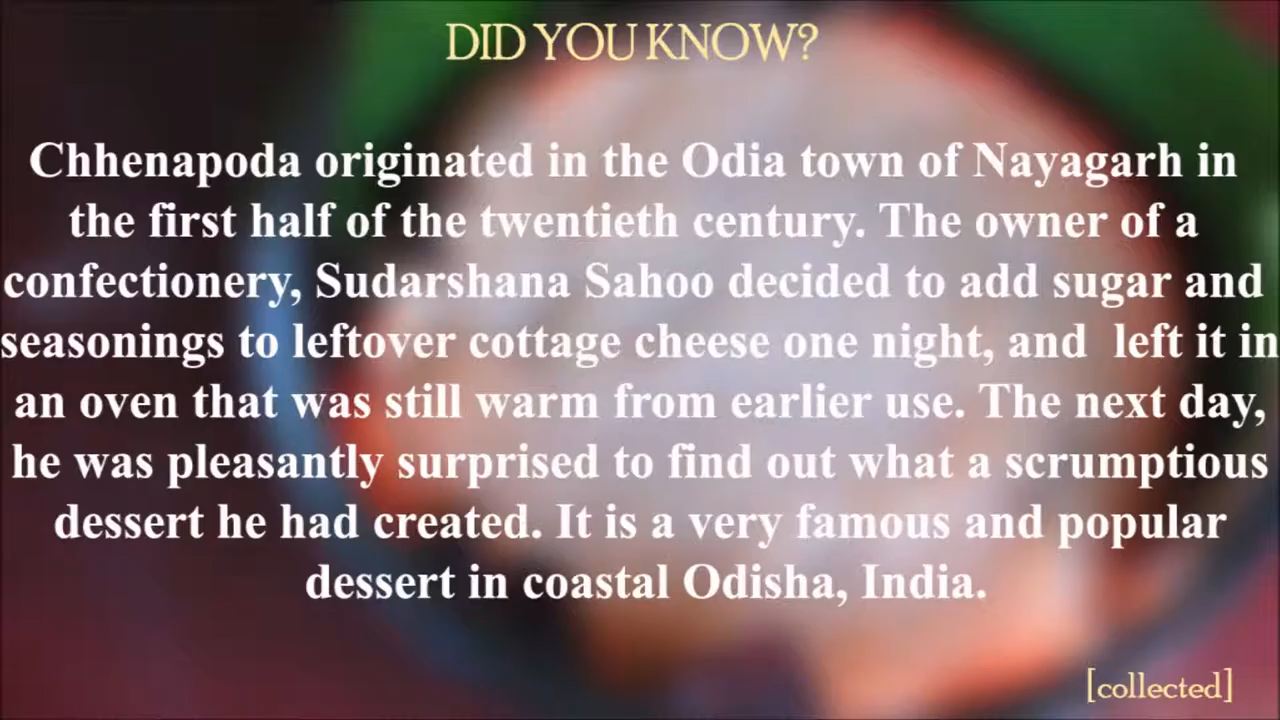 DID YOU KNOW?
Chhenapoda originated in the Odia town of Nayagarh in
the first half of the twentieth century. The owner of a
confectionery, Sudarshana Sahoo decided to add sugar and
seasonings to leftover cottage cheese one night, and  left it in
an oven that was still warm from earlier use. The next day,
he was pleasantly surprised to find out what a scrumptious
dessert he had created. It is a very famous and popular
dessert in coastal Odisha, India.
[collected]